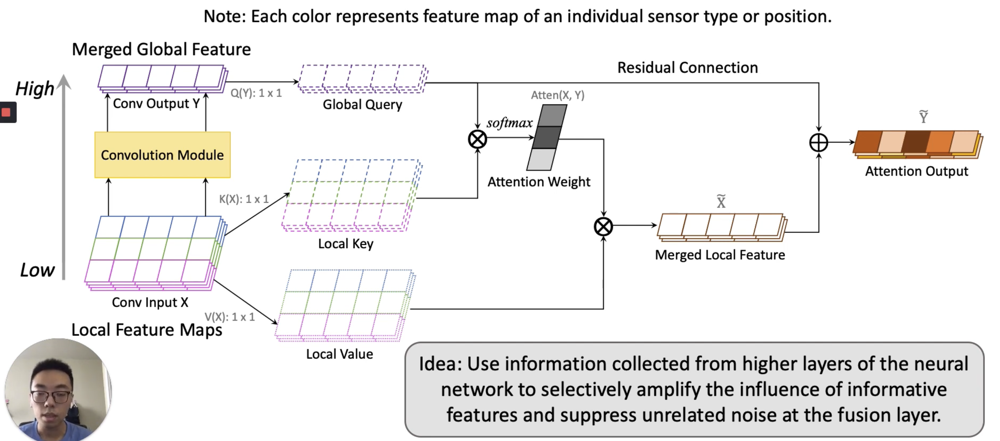 Note: Each color represents feature map of an individual sensor type or position.
Merged Global Feature
High
Low
Conv Output Y
Q(Y): 1 x 1
Global Query
Residual Connection
Convolution Module
softmax
Atten(X, Y)
Attention Weight
Ỹ
Attention Output
K(X): 1 x 1
Local Key
X̃
Merged Local Feature
Conv Input X
V(X): 1 x 1
Local Feature Maps
Local Value
Idea: Use information collected from higher layers of the neural
network to selectively amplify the influence of informative
features and suppress unrelated noise at the fusion layer.